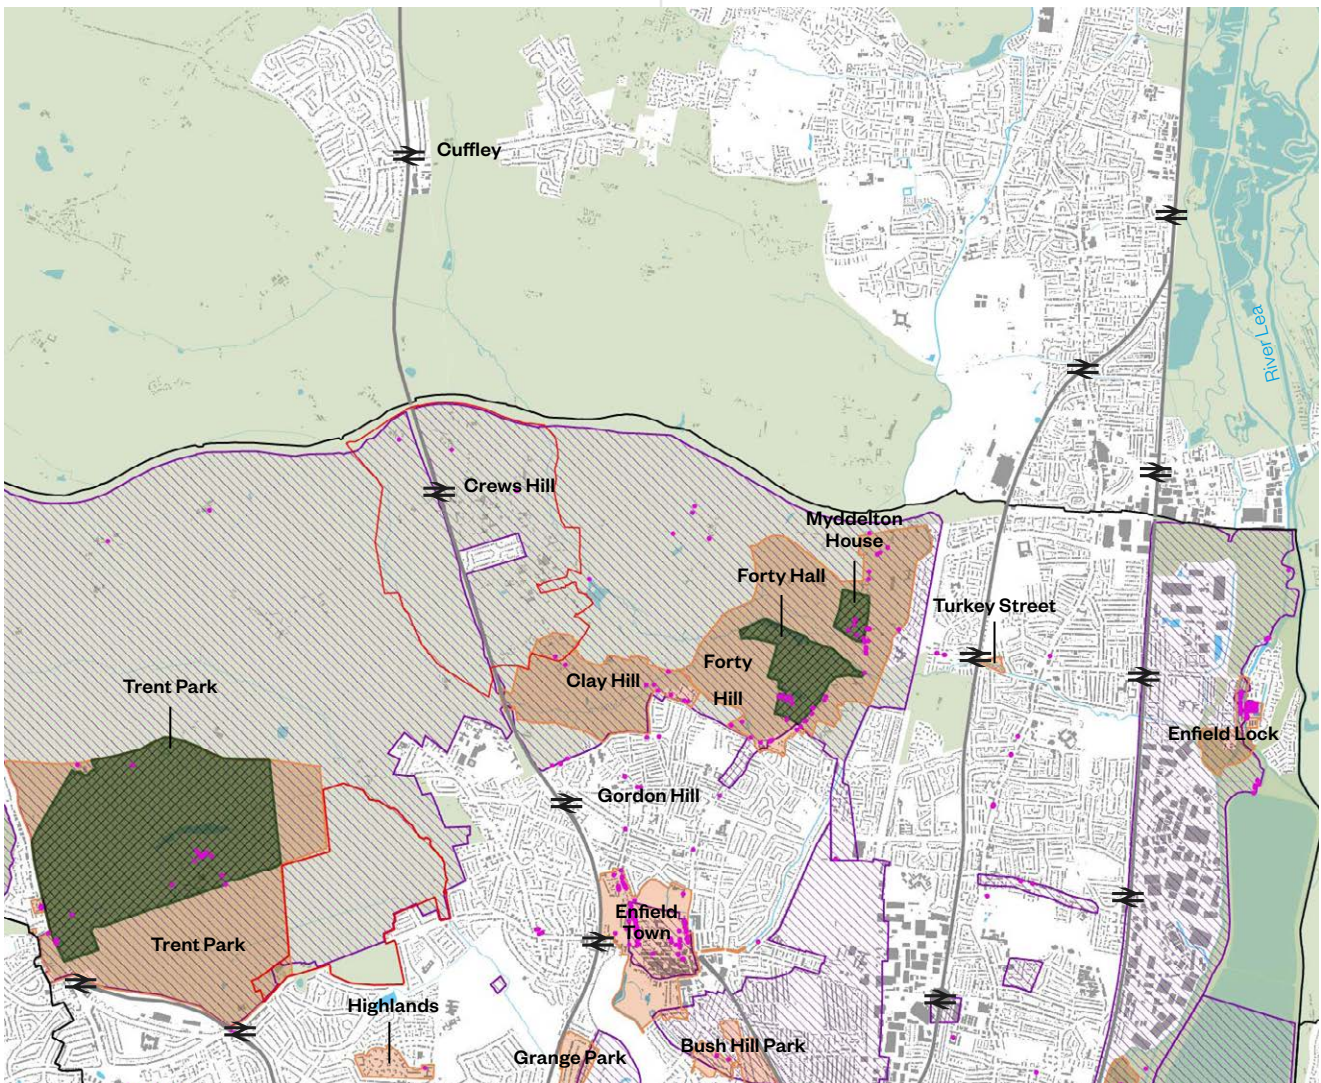 Cuffley
River Lea
Crews Hill
Myddelton
House
Forty Hall
Turkey Street
Forty
Hill
Clay Hill
Trent Park
Enfield Lock
Gordon Hill
Enfield
Town
Trent Park
Highlands
Grange Park
Bush Hill Park